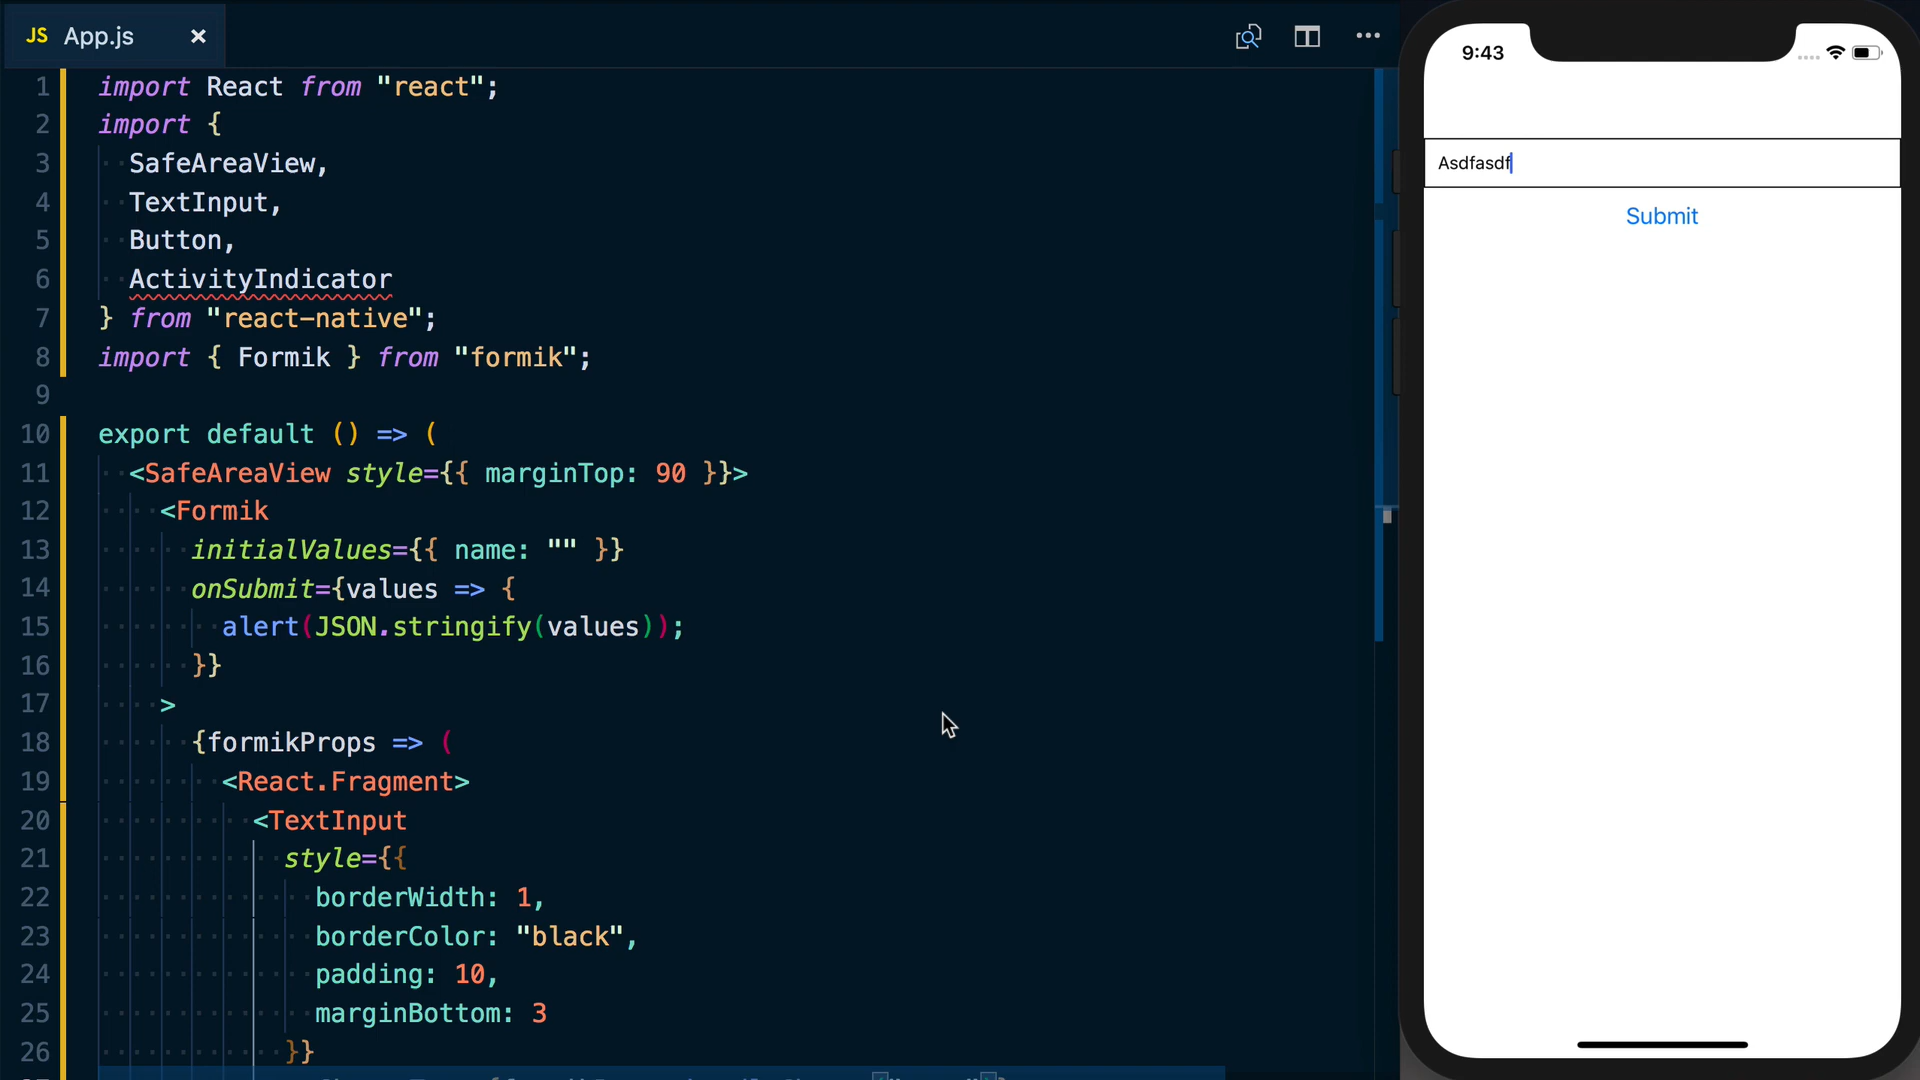 JS App.js ×
1 import React from "react";
2 import {
3 SafeAreaView,
4 TextInput,
5 Button,
6 ActivityIndicator
7 } from "react-native";
8 import { Formik } from "formik";
9
10 export default () => (
11 <SafeAreaView style={{ marginTop: 90 }}>
12 <Formik
13 initialValues={{ name: "" }}
14 onSubmit={values => {
15 alert(JSON.stringify(values));
16 }}
17 >
18 {formikProps => (
19 <React.Fragment>
20 <TextInput
21 style={{
22 borderWidth: 1,
23 borderColor: "black",
24 padding: 10,
25 marginBottom: 3
26 }}
9:43
Asdfasdf
Submit